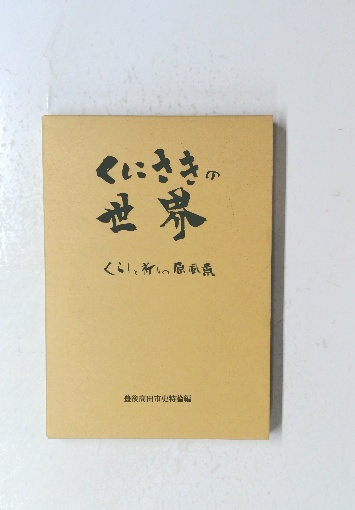 くにさきの
世界
くらしと祈りの原風景
豊後高田市史特論編